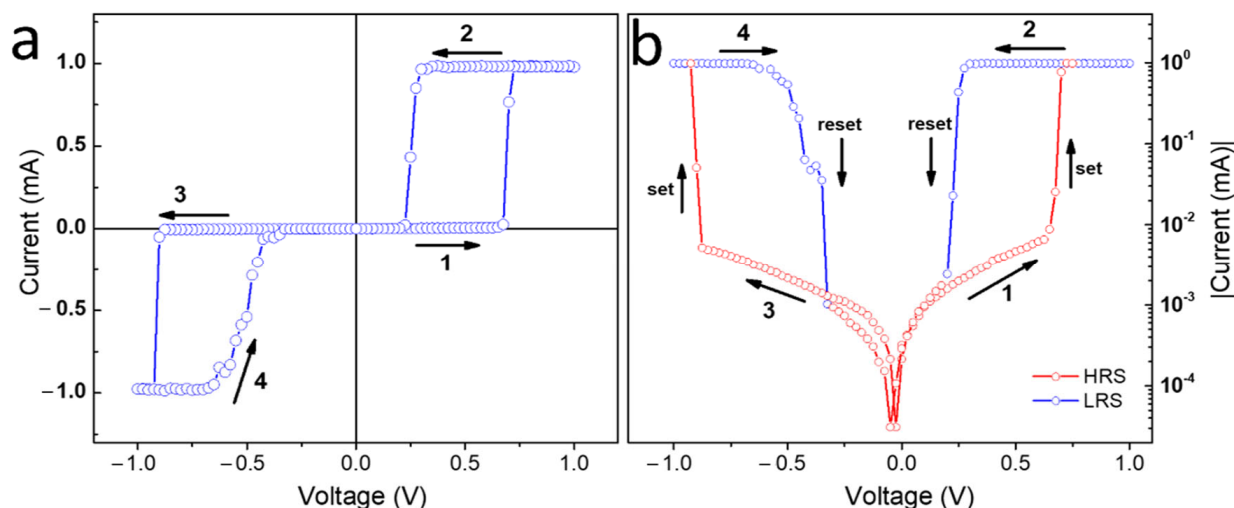 a
2
1.0
0.5
3
0.0
1
−0.5
4
−1.0
Current (mA)
−1.0 −0.5 0.0 0.5 1.0
Voltage (V)
b
4 2
10^0
reset reset
10^-1
set set
10^-2
3 1
10^-3
HRS
10^-4
LRS
|Current (mA)|
−1.0 −0.5 0.0 0.5 1.0
Voltage (V)